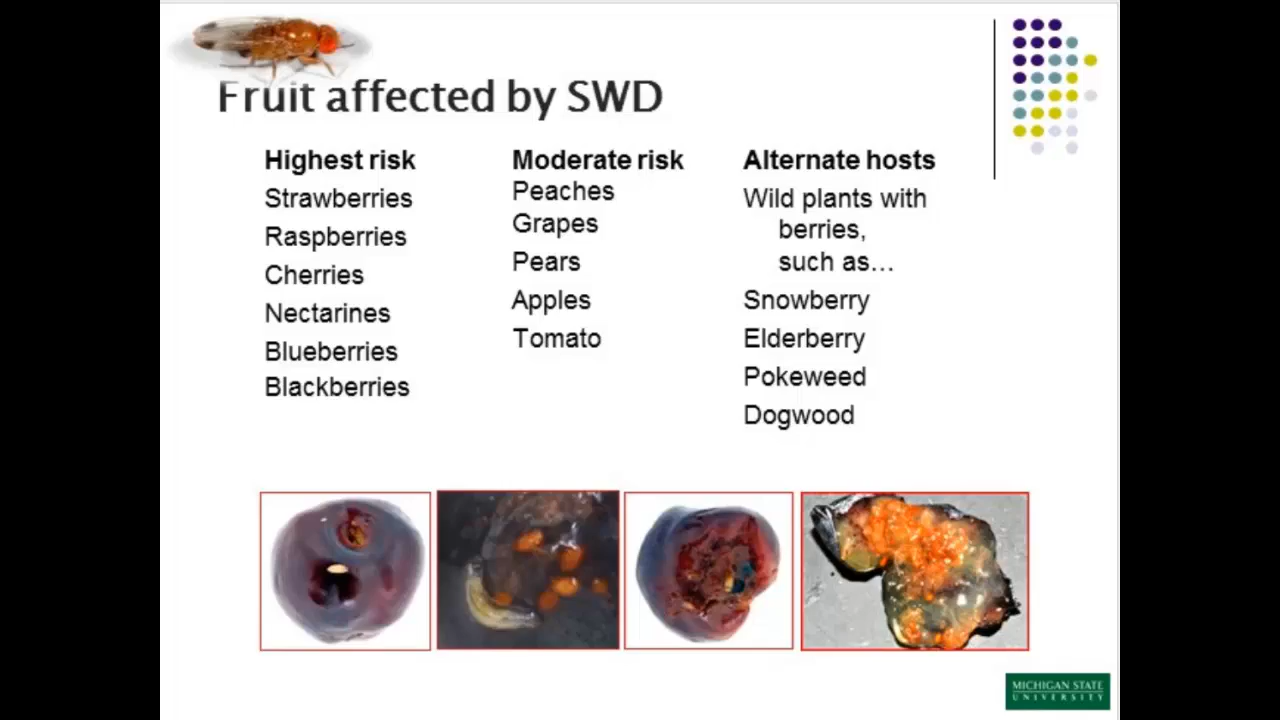 Fruit affected by SWD
Highest risk
Strawberries
Raspberries
Cherries
Nectarines
Blueberries
Blackberries
Moderate risk
Peaches
Grapes
Pears
Apples
Tomato
Alternate hosts
Wild plants with
berries,
such as…
Snowberry
Elderberry
Pokeweed
Dogwood
MICHIGAN STATE
UNIVERSITY